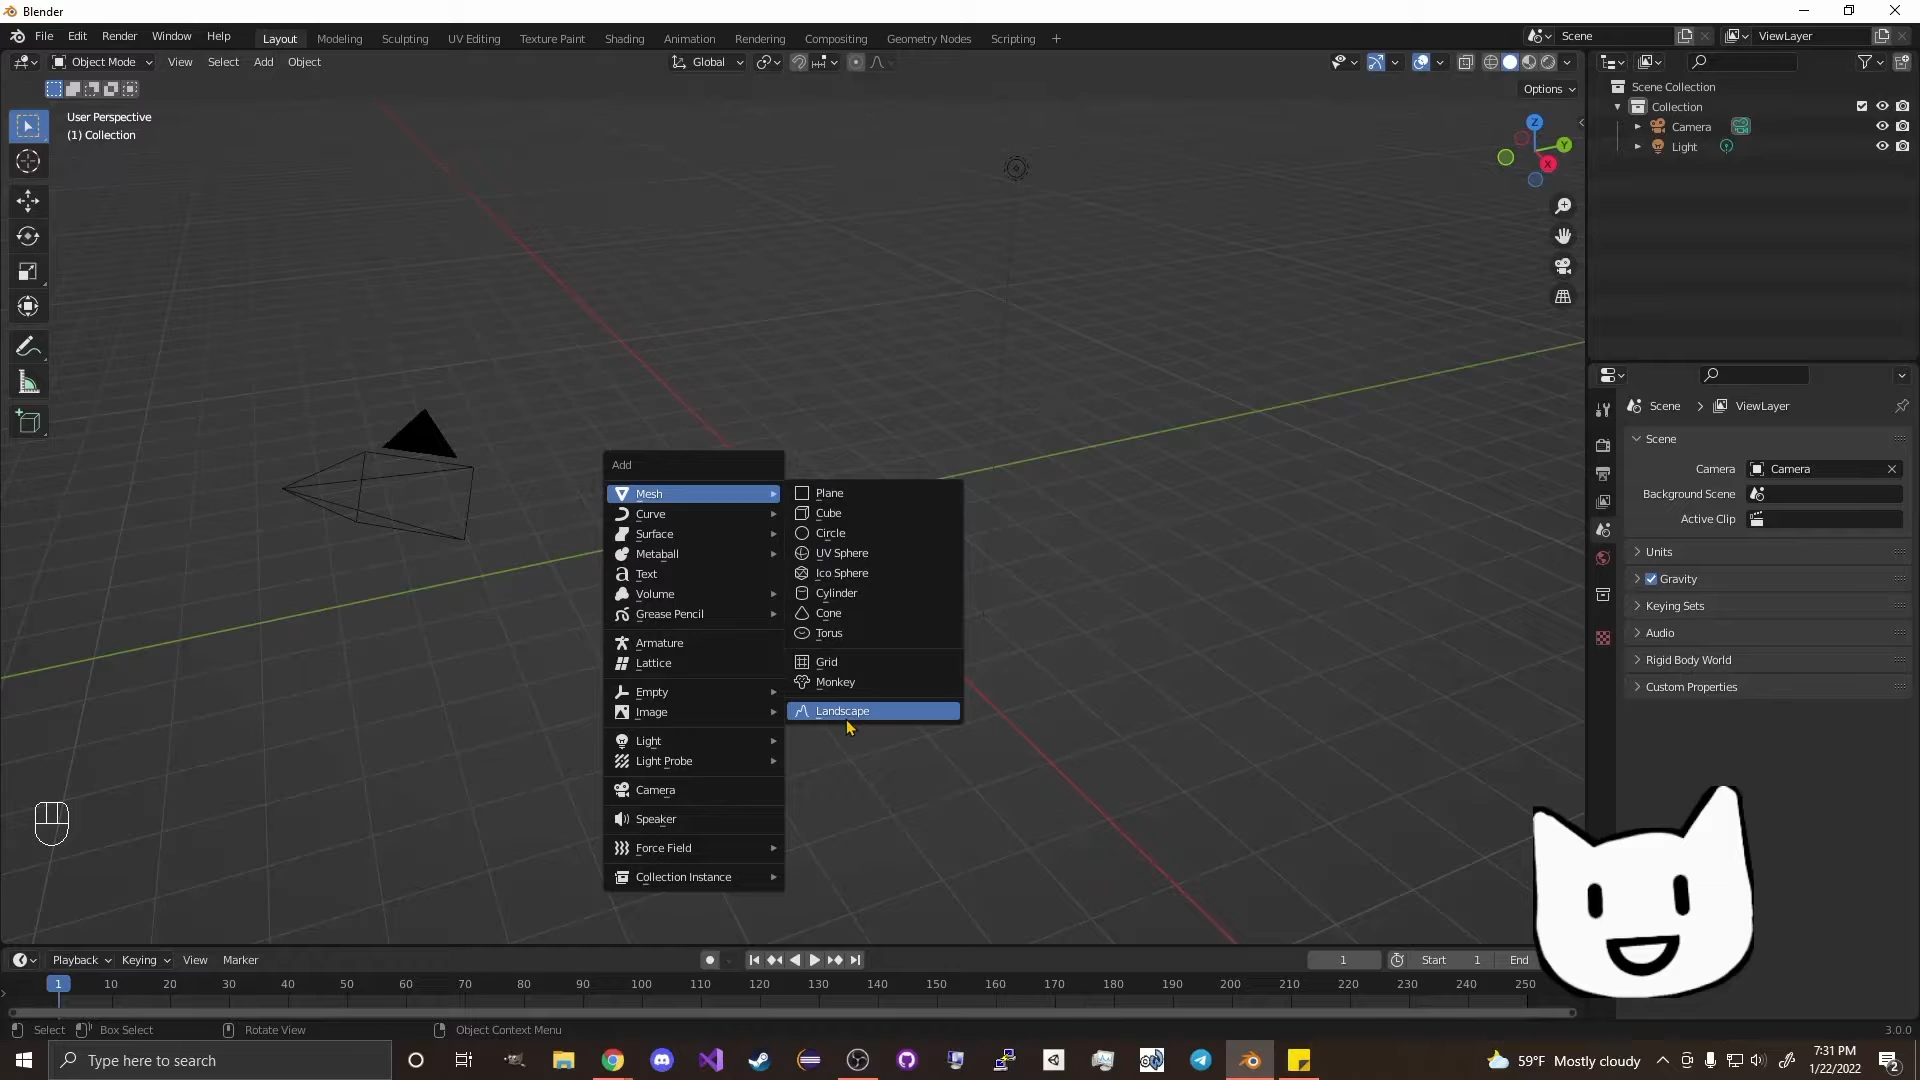 Blender
File Edit Render Window Help
Layout Modeling Sculpting UV Editing Texture Paint Shading Animation Rendering Compositing Geometry Nodes Scripting +
Scene
ViewLayer
Object Mode View Select Add Object
Global
Options
User Perspective
(1) Collection
Z
Y
X
Scene Collection
Collection
Camera
Light
Scene > ViewLayer
Scene
Camera Camera
Background Scene
Active Clip
Units
Gravity
Keying Sets
Audio
Rigid Body World
Custom Properties
Add
Mesh
Curve
Surface
Metaball
Text
Volume
Grease Pencil
Armature
Lattice
Empty
Image
Light
Light Probe
Camera
Speaker
Force Field
Collection Instance
Plane
Cube
Circle
UV Sphere
Ico Sphere
Cylinder
Cone
Torus
Grid
Monkey
Landscape
Playback Keying View Marker
1 Start 1 End
1 10 20 30 40 50 60 70 80 90 100 110 120 130 140 150 160 170 180 190 200 210 220 230 240 250
Select Box Select Rotate View Object Context Menu
3.0.0
Type here to search
59°F Mostly cloudy
7:31 PM
1/22/2022
2